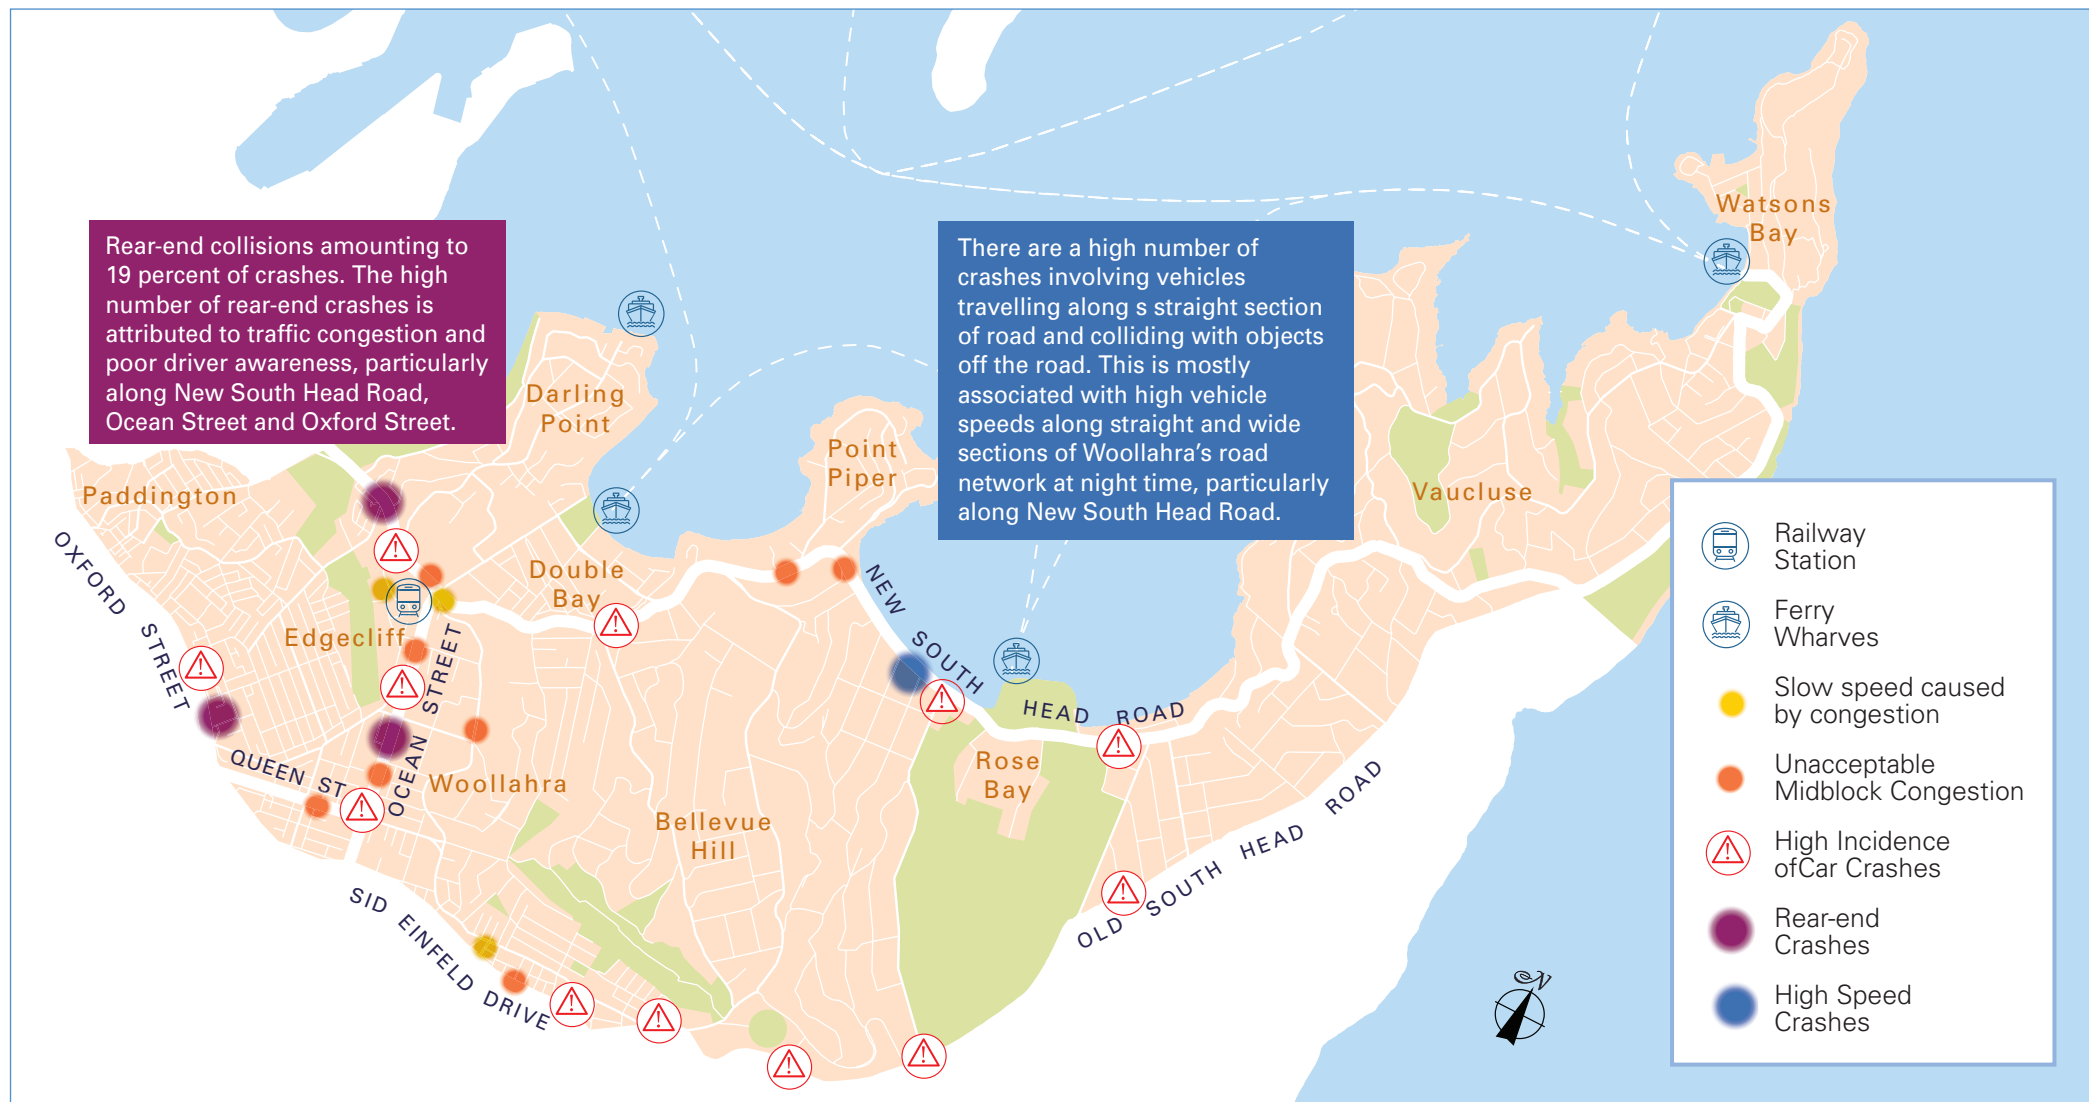 Rear-end collisions amounting to
19 percent of crashes. The high
number of rear-end crashes is
attributed to traffic congestion and
poor driver awareness, particularly
along New South Head Road,
Ocean Street and Oxford Street.
There are a high number of
crashes involving vehicles
travelling along s straight section
of road and colliding with objects
off the road. This is mostly
associated with high vehicle
speeds along straight and wide
sections of Woollahra's road
network at night time, particularly
along New South Head Road.
Watsons
Bay
Darling
Point
Point
Piper
Paddington
Vaucluse
OXFORD STREET
Double
Bay
Edgecliff
NEW SOUTH HEAD ROAD
OCEAN STREET
QUEEN ST
Woollahra
Rose
Bay
Bellevue
Hill
OLD SOUTH HEAD ROAD
SID EINFELD DRIVE
N
Railway
Station
Ferry
Wharves
Slow speed caused
by congestion
Unacceptable
Midblock Congestion
High Incidence
ofCar Crashes
Rear-end
Crashes
High Speed
Crashes